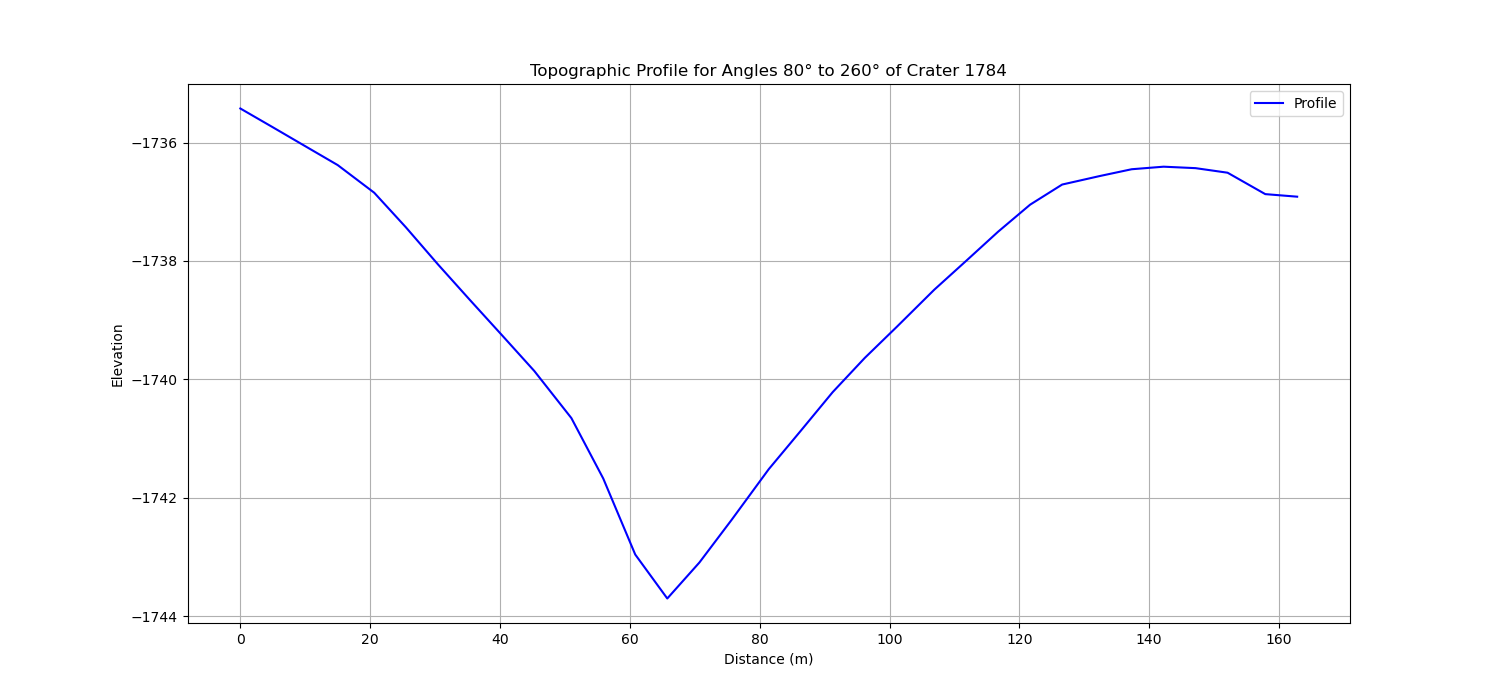 Topographic Profile for Angles 80° to 260° of Crater 1784
Profile
−1736
−1738
−1740
−1742
−1744
Elevation
0 20 40 60 80 100 120 140 160
Distance (m)